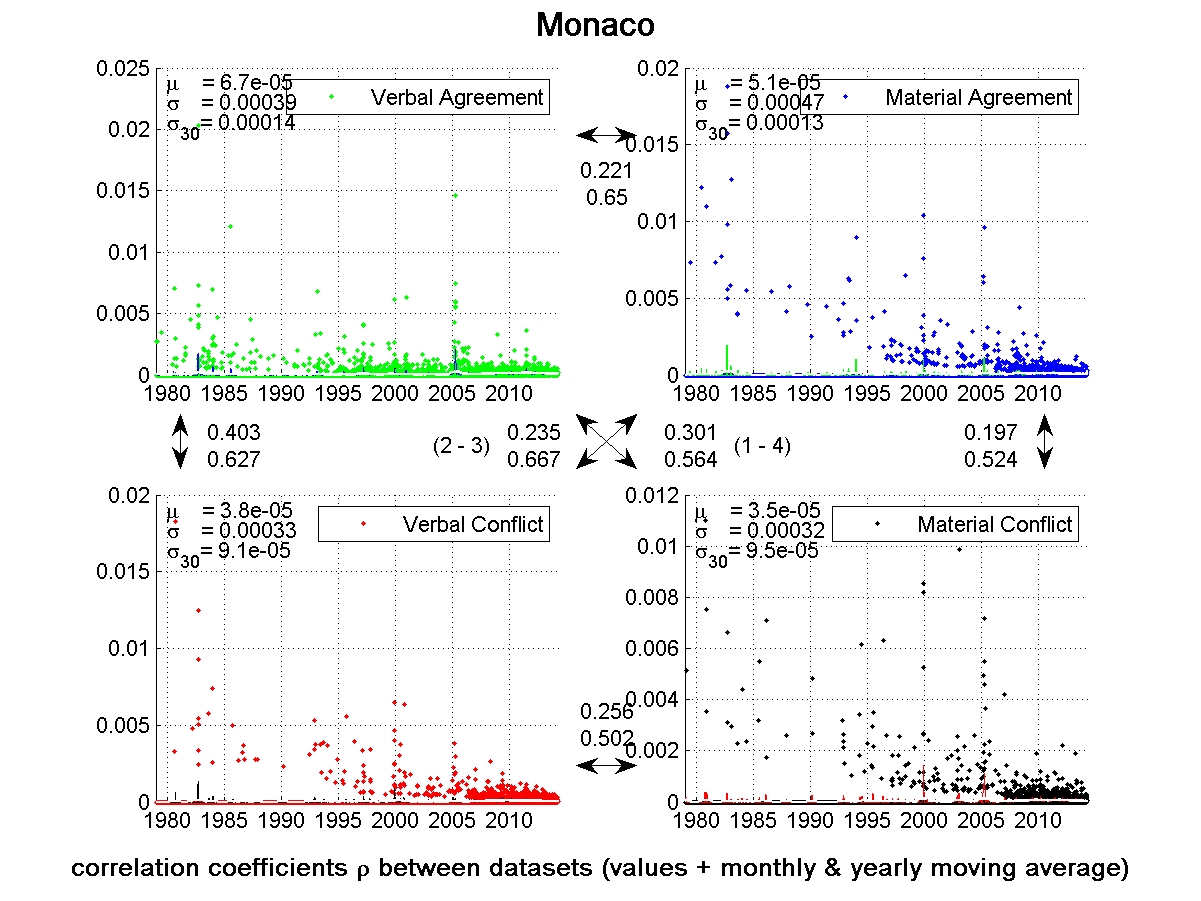 Monaco
0.025
0.02
0.015
0.01
0.005
0
1980 1985 1990 1995 2000 2005 2010
μ = 6.7e-05
σ = 0.00039
σ30 = 0.00014
Verbal Agreement
0.221
0.65
0.02
0.015
0.01
0.005
0
1980 1985 1990 1995 2000 2005 2010
μ = 5.1e-05
σ = 0.00047
σ30 = 0.00013
Material Agreement
0.403
0.627
(2 - 3)
0.235
0.667
0.301
0.564
(1 - 4)
0.197
0.524
0.02
0.015
0.01
0.005
0
1980 1985 1990 1995 2000 2005 2010
μ = 3.8e-05
σ = 0.00033
σ30 = 9.1e-05
Verbal Conflict
0.256
0.502
0.012
0.01
0.008
0.006
0.004
0.002
0
1980 1985 1990 1995 2000 2005 2010
μ = 3.5e-05
σ = 0.00032
σ30 = 9.5e-05
Material Conflict
correlation coefficients ρ between datasets (values + monthly & yearly moving average)